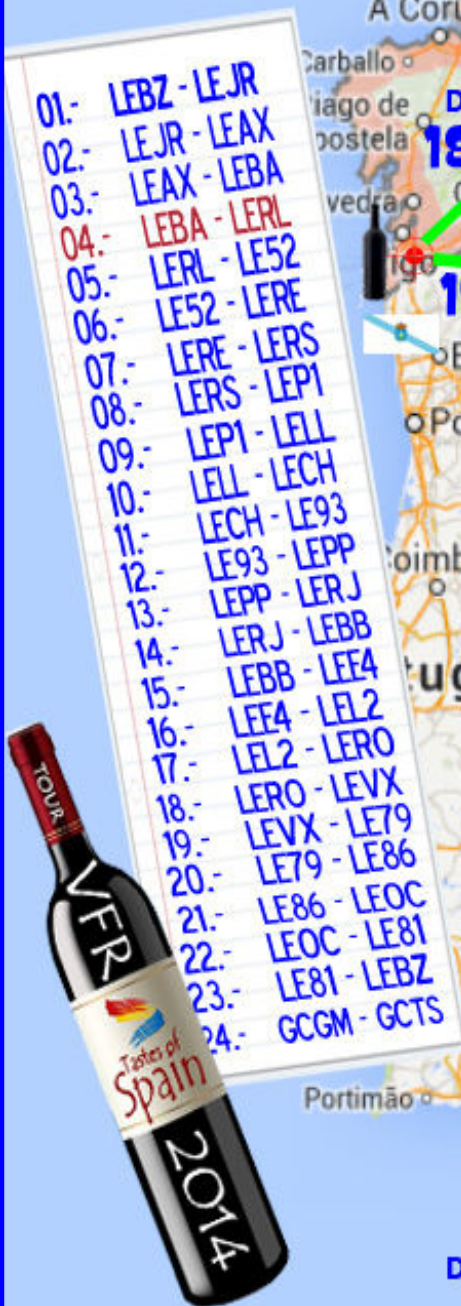 A Coru
Carballo
iago de
postela
D
18
vedra
igo
1
01.- LEBZ - LEJR
02.- LEJR - LEAX
03.- LEAX - LEBA
04.- LEBA - LERL
05.- LERL - LE52
06.- LE52 - LERE
07.- LERE - LERS
08.- LERS - LEP1
09.- LEP1 - LELL
10.- LELL - LECH
11.- LECH - LE93
12.- LE93 - LEPP
13.- LEPP - LERJ
14.- LERJ - LEBB
15.- LEBB - LEE4
16.- LEE4 - LEL2
17.- LEL2 - LERO
18.- LERO - LEVX
19.- LEVX - LE79
20.- LE79 - LE86
21.- LE86 - LEOC
22.- LEOC - LE81
23.- LE81 - LEBZ
24.- GCGM - GCTS
Po
oimb
tug
TOUR
VFR
Tastes of
Spain
2014
Portimão
D